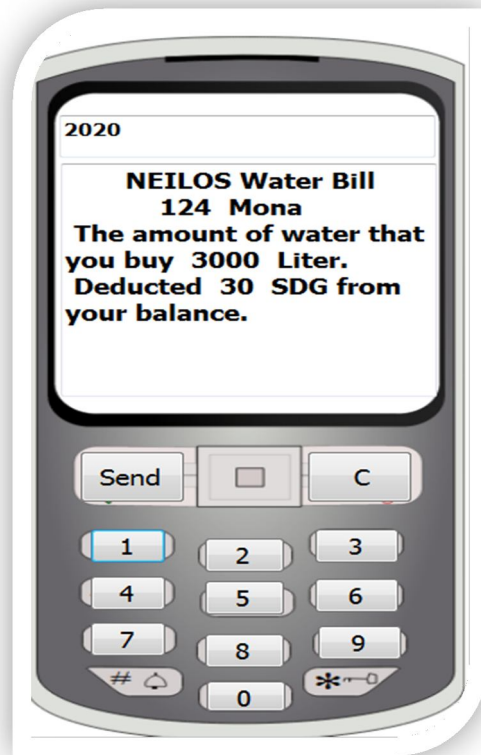 2020
NEILOS Water Bill
124 Mona
The amount of water that
you buy 3000 Liter.
Deducted 30 SDG from
your balance.
Send
C
1
2
3
4
5
6
7
8
9
#
*
0